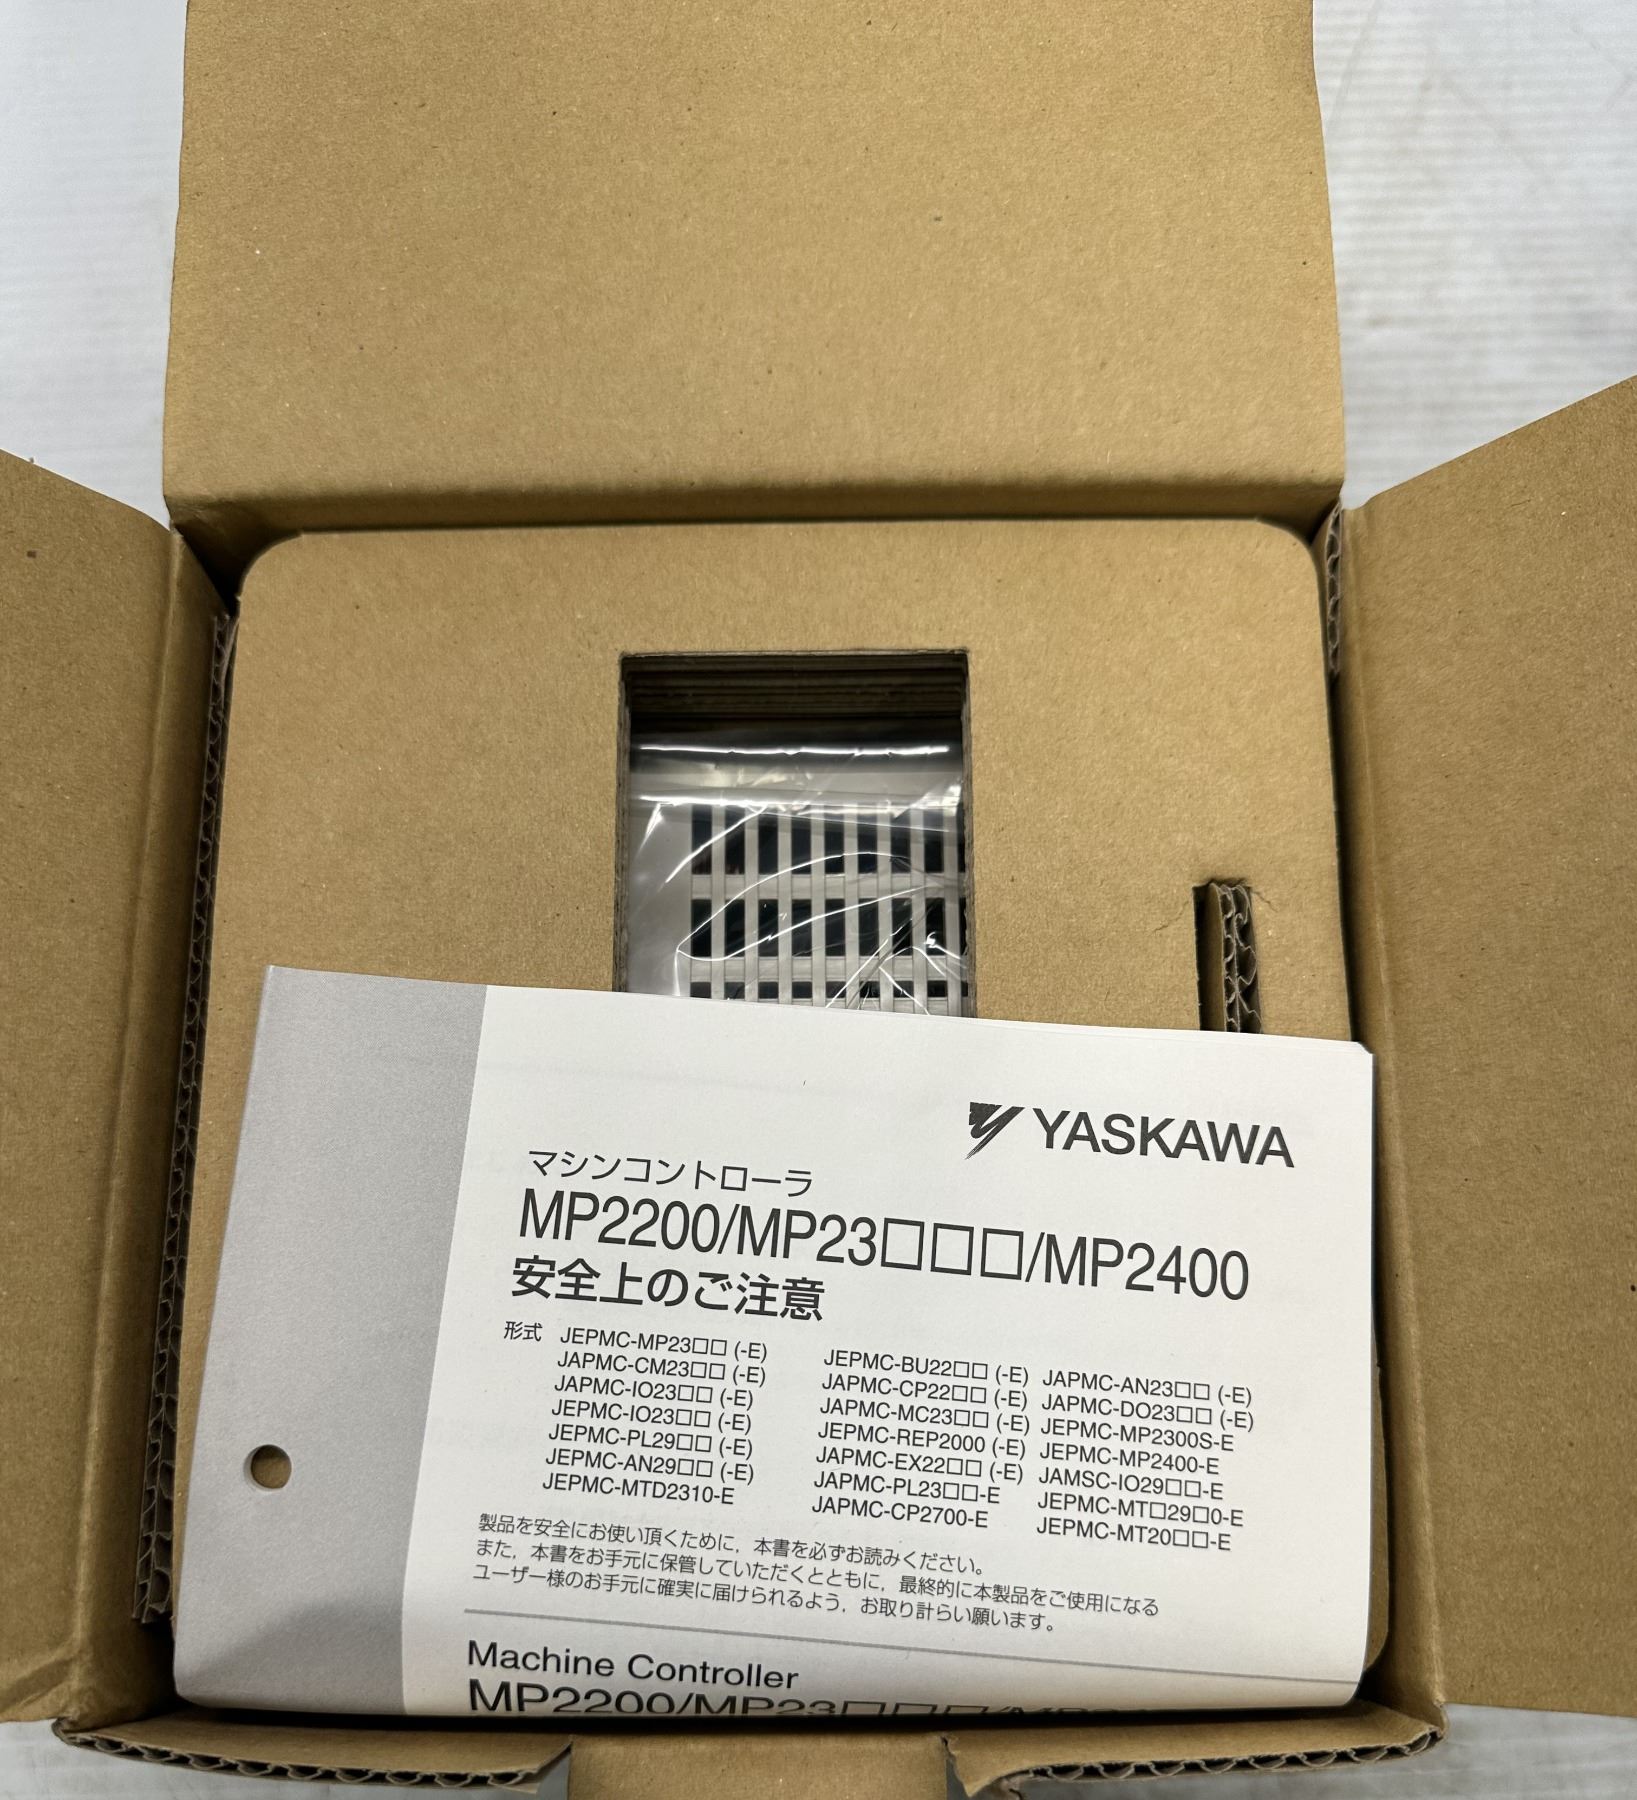 YASKAWA
マシンコントローラ
MP2200/MP23□□□/MP2400
安全上のご注意
形式 JEPMC-MP23□□ (-E)
JAPMC-CM23□□ (-E)
JAPMC-IO23□□ (-E)
JEPMC-IO23□□ (-E)
JEPMC-PL29□□ (-E)
JEPMC-AN29□□ (-E)
JEPMC-MTD2310-E
JEPMC-BU22□□ (-E)
JAPMC-CP22□□ (-E)
JAPMC-MC23□□ (-E)
JEPMC-REP2000 (-E)
JAPMC-EX22□□ (-E)
JAPMC-PL23□□-E
JAPMC-CP2700-E
JAPMC-AN23□□ (-E)
JAPMC-DO23□□ (-E)
JEPMC-MP2300S-E
JEPMC-MP2400-E
JAMSC-IO29□□-E
JEPMC-MT□29□0-E
JEPMC-MT20□□-E
製品を安全にお使い頂くために，本書を必ずお読みください。
また，本書をお手元に保管していただくとともに，最終的に本製品をご使用になる
ユーザー様のお手元に確実に届けられるよう，お取り計らい願います。
Machine Controller
MP2200/MP23□□□/MP24